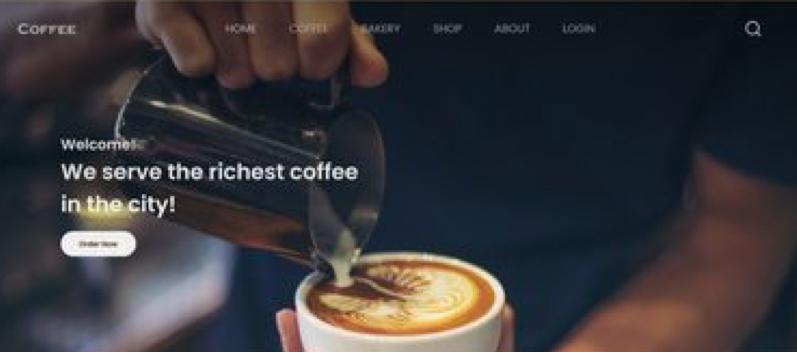 COFFEE
HOME COFFEE BAKERY SHOP ABOUT LOGIN
Welcome!
We serve the richest coffee
in the city!
Order Now